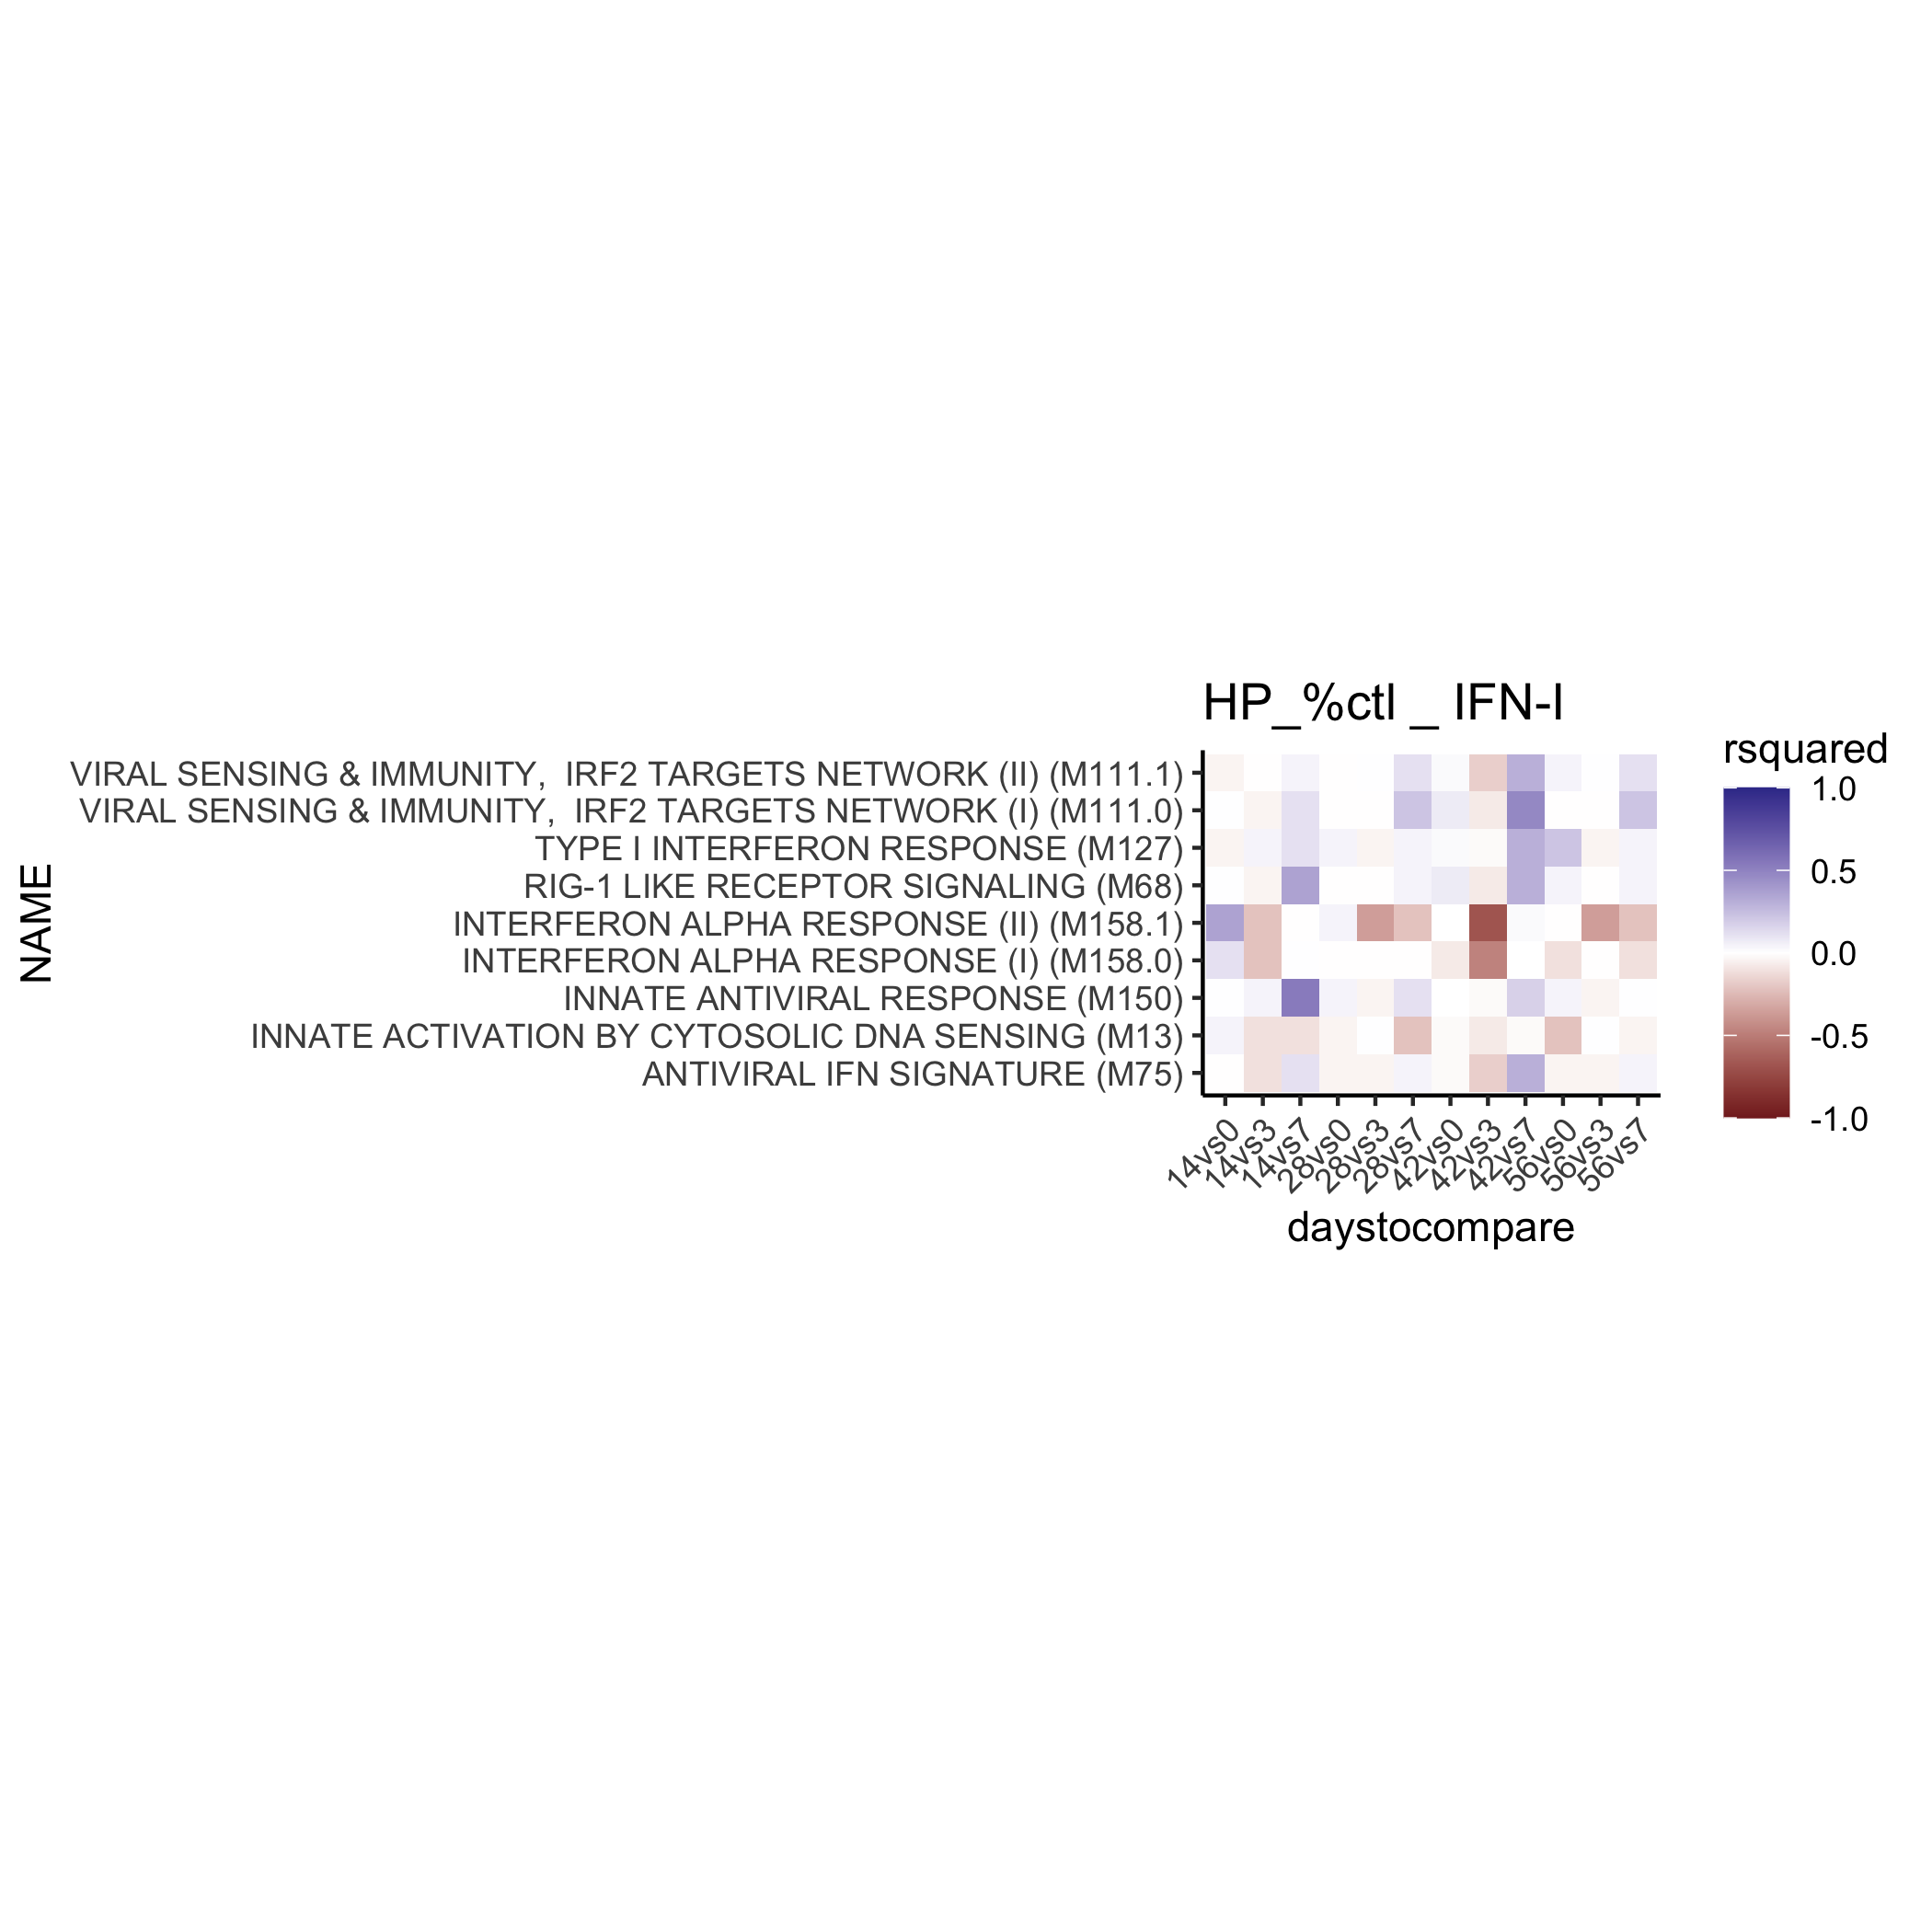 HP_%ctl _ IFN-I
NAME
VIRAL SENSING & IMMUNITY,  IRF2 TARGETS NETWORK (II) (M111.1)
VIRAL SENSING & IMMUNITY,  IRF2 TARGETS NETWORK (I) (M111.0)
TYPE I INTERFERON RESPONSE (M127)
RIG-1 LIKE RECEPTOR SIGNALING (M68)
INTERFERON ALPHA RESPONSE (II) (M158.1)
INTERFERON ALPHA RESPONSE (I) (M158.0)
INNATE ANTIVIRAL RESPONSE (M150)
INNATE ACTIVATION BY CYTOSOLIC DNA SENSING (M13)
ANTIVIRAL IFN SIGNATURE (M75)
14vs0
14vs3
14vs7
28vs0
28vs3
28vs7
42vs0
42vs3
42vs7
56vs0
56vs3
56vs7
daystocompare
rsquared
1.0
0.5
0.0
-0.5
-1.0